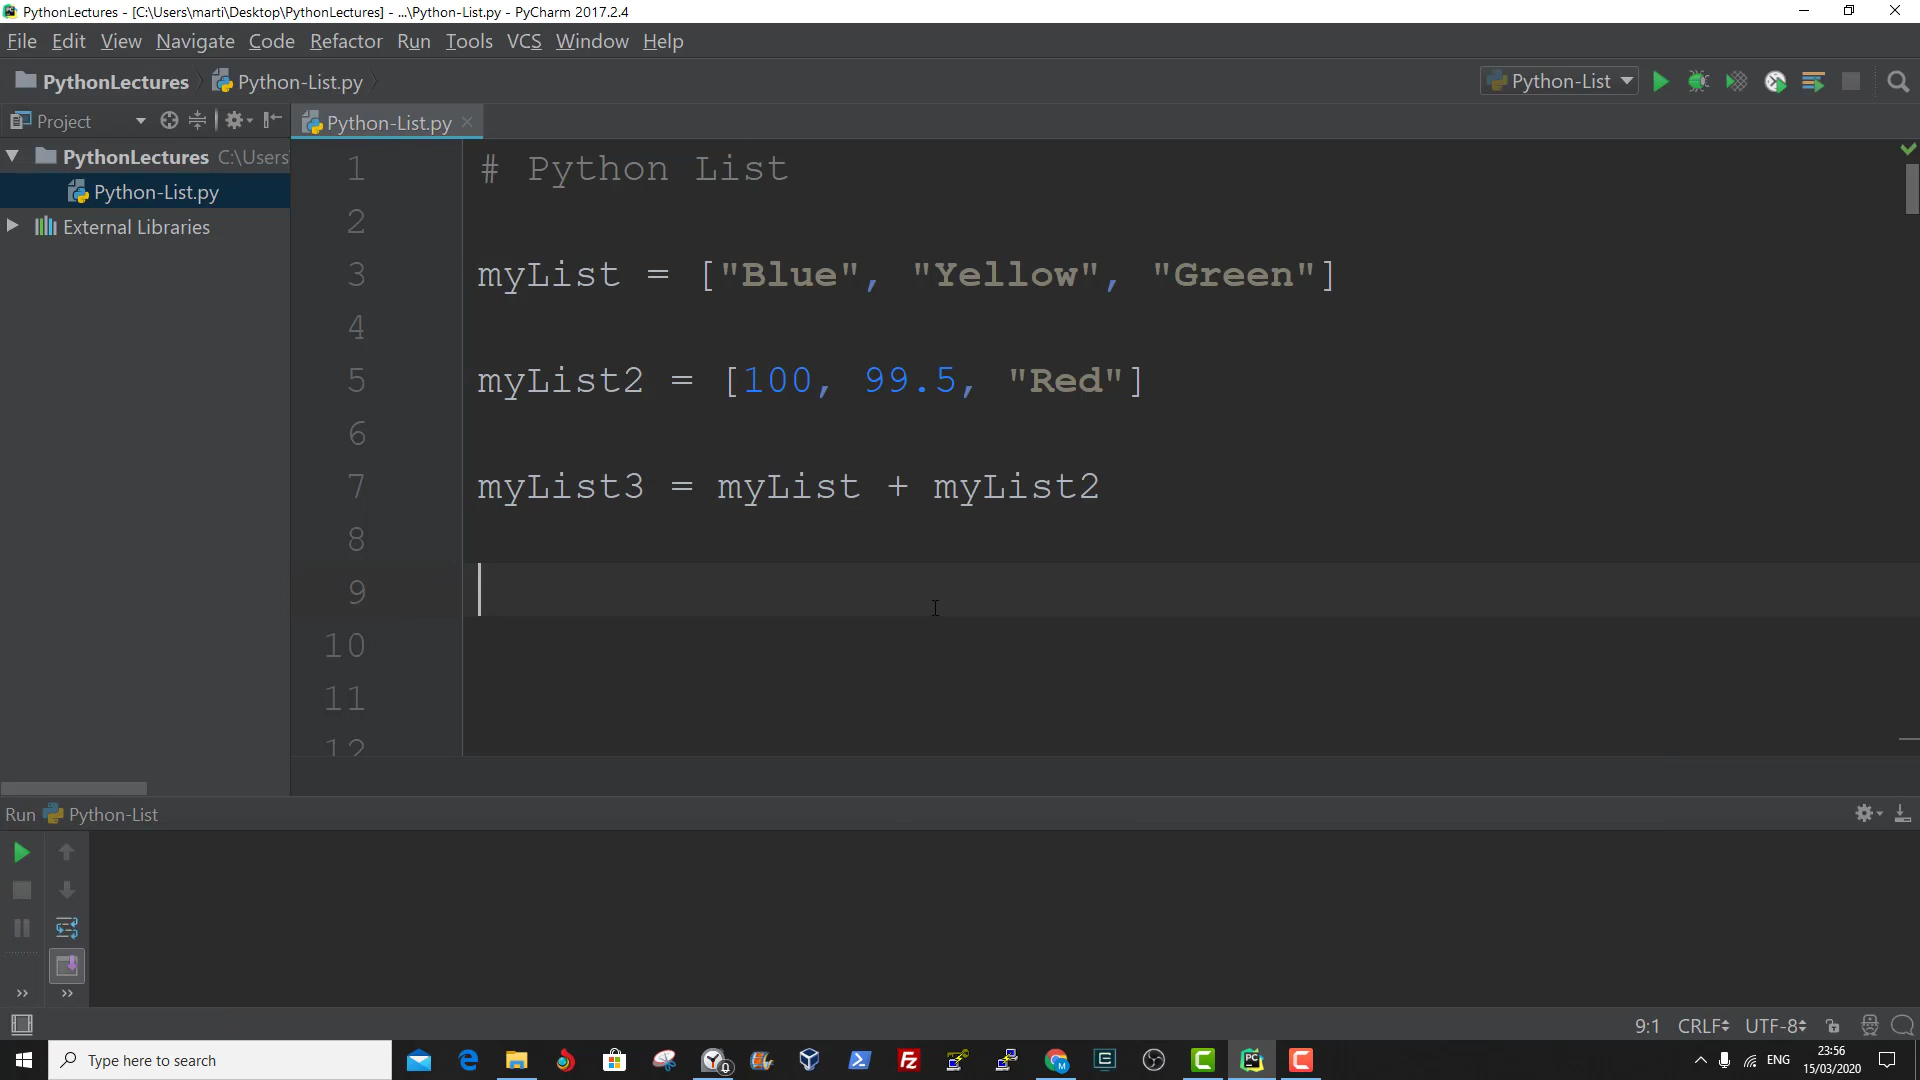 PythonLectures - [C:\Users\marti\Desktop\PythonLectures] - ...\Python-List.py - PyCharm 2017.2.4
File Edit View Navigate Code Refactor Run Tools VCS Window Help
PythonLectures Python-List.py Python-List
Project Python-List.py
PythonLectures C:\Users
Python-List.py
External Libraries
1 # Python List
2
3 myList = ["Blue", "Yellow", "Green"]
4
5 myList2 = [100, 99.5, "Red"]
6
7 myList3 = myList + myList2
8
9
10
11
12
Run Python-List
9:1 CRLF UTF-8
Type here to search
ENG 23:56
15/03/2020